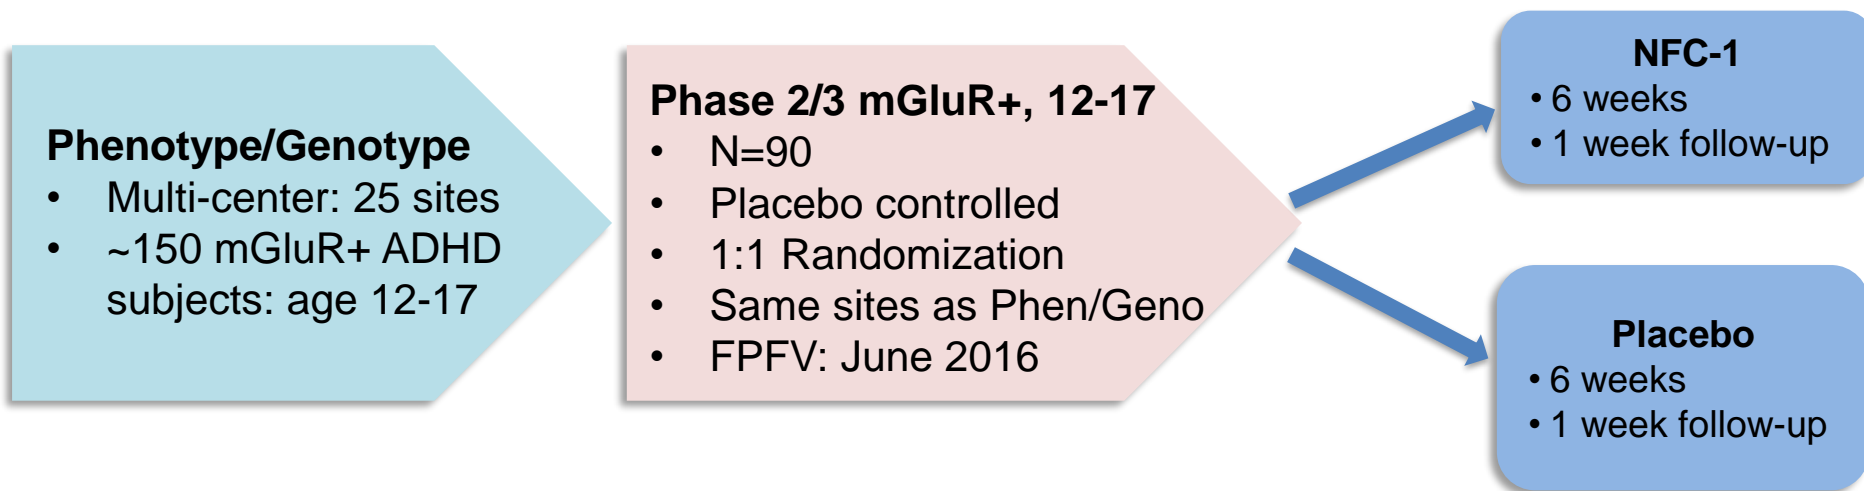 Phenotype/Genotype
• Multi-center: 25 sites
• ~150 mGluR+ ADHD
subjects: age 12-17
Phase 2/3 mGluR+, 12-17
• N=90
• Placebo controlled
• 1:1 Randomization
• Same sites as Phen/Geno
• FPFV: June 2016
NFC-1
• 6 weeks
• 1 week follow-up
Placebo
• 6 weeks
• 1 week follow-up